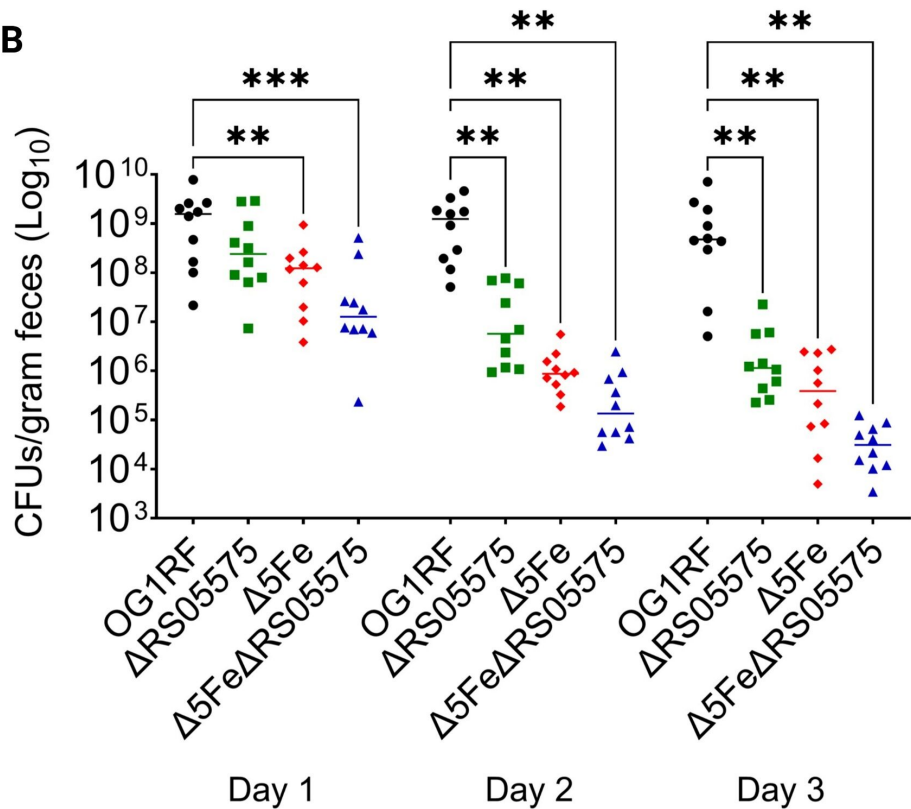 B
CFUs/gram feces (Log10)
10^10
10^9
10^8
10^7
10^6
10^5
10^4
10^3
***
**
**
**
**
**
**
**
OG1RF
ΔRS05575
Δ5Fe
Δ5FeΔRS05575
OG1RF
ΔRS05575
Δ5Fe
Δ5FeΔRS05575
OG1RF
ΔRS05575
Δ5Fe
Δ5FeΔRS05575
Day 1
Day 2
Day 3